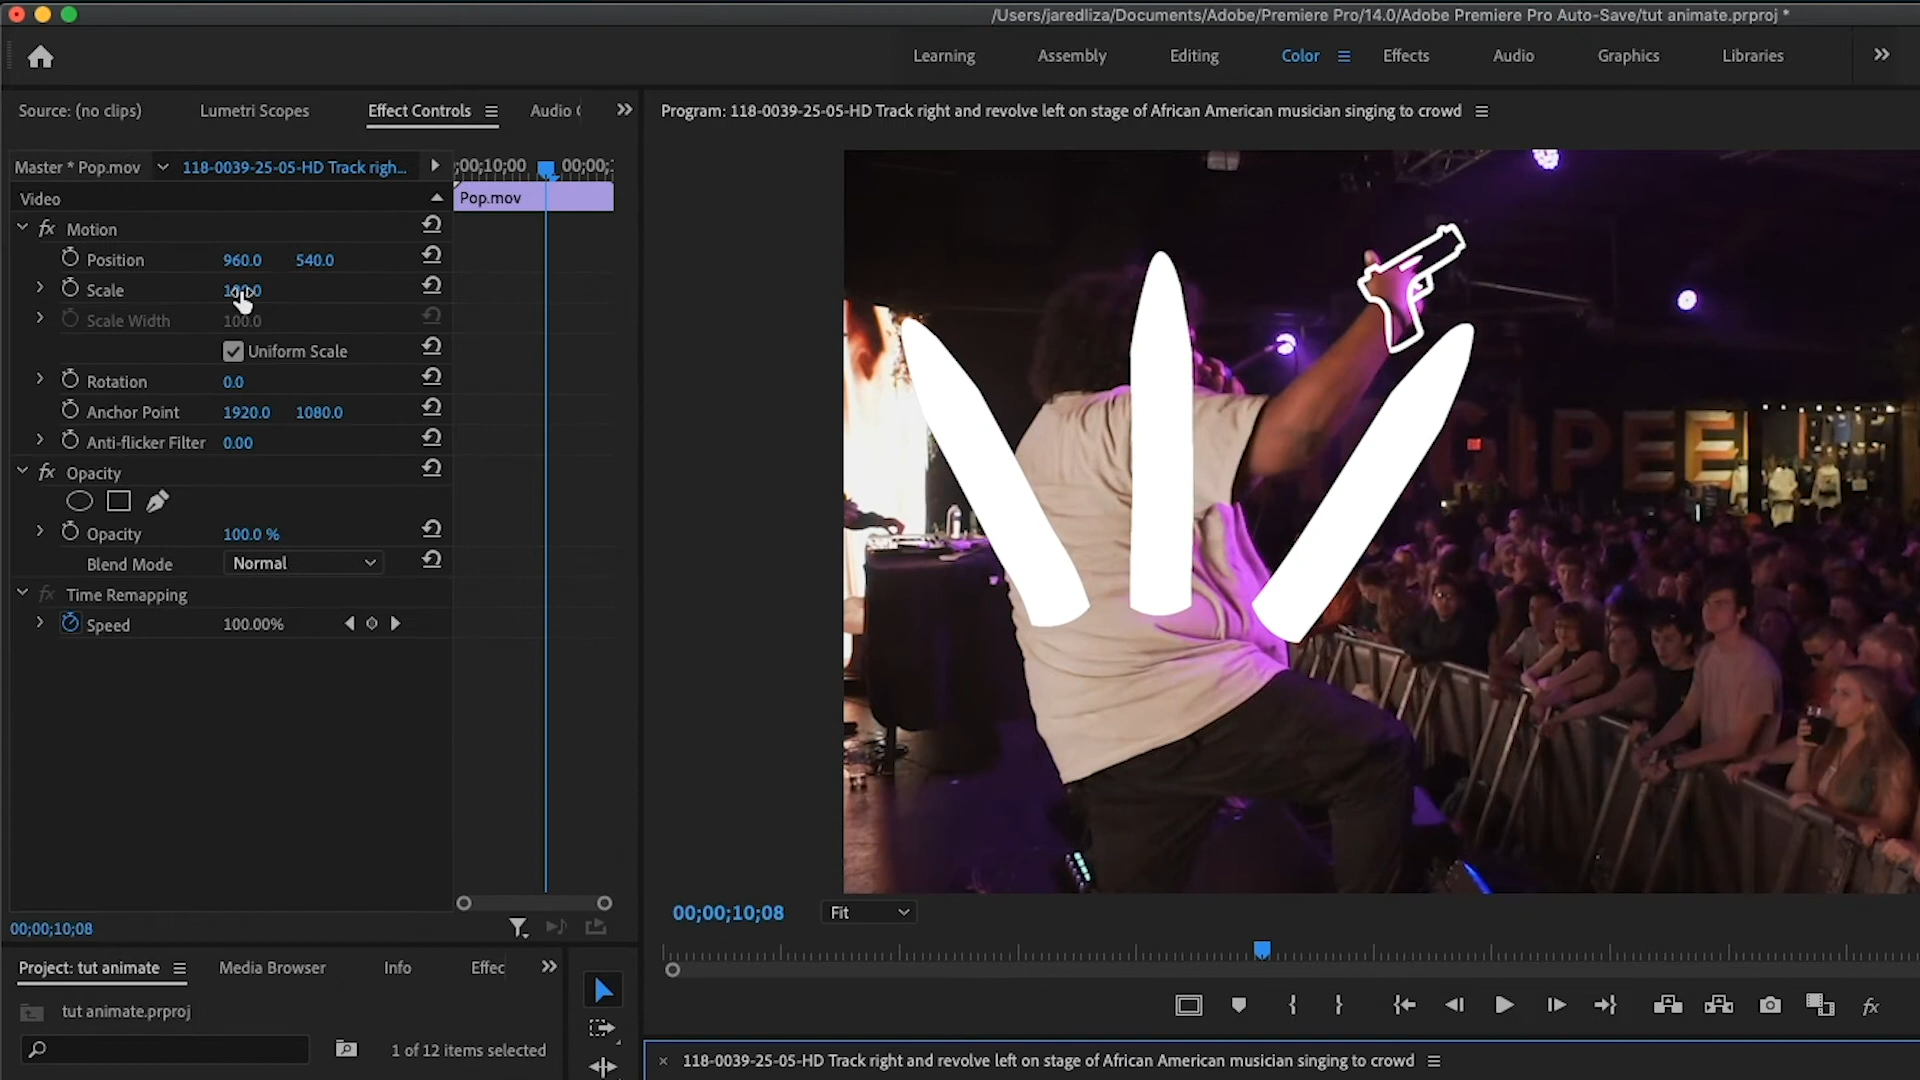 /Users/jaredliza/Documents/Adobe/Premiere Pro/14.0/Adobe Premiere Pro Auto-Save/tut animate.prproj *
Learning Assembly Editing Color Effects Audio Graphics Libraries
Source: (no clips) Lumetri Scopes Effect Controls Audio C
Program: 118-0039-25-05-HD Track right and revolve left on stage of African American musician singing to crowd
Master * Pop.mov 118-0039-25-05-HD Track righ... ;00;10;00 00;00;
Video
Pop.mov
fx Motion
Position 960.0 540.0
Scale
Scale Width 100.0
Uniform Scale
Rotation 0.0
Anchor Point 1920.0 1080.0
Anti-flicker Filter 0.00
fx Opacity
Opacity 100.0 %
Blend Mode Normal
fx Time Remapping
Speed 100.00%
GIPEE
00;00;10;08
00;00;10;08 Fit
Project: tut animate Media Browser Info Effec
tut animate.prproj
1 of 12 items selected
fx
× 118-0039-25-05-HD Track right and revolve left on stage of African American musician singing to crowd